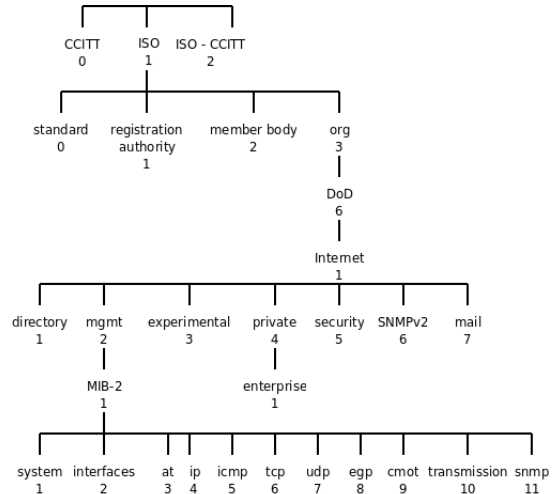 CCITT ISO ISO - CCITT
0 1 2
standard registration member body org
0 authority 2 3
1
DoD
6
Internet
1
directory mgmt experimental private security SNMPv2 mail
1 2 3 4 5 6 7
MIB-2 enterprise
1 1
system interfaces at ip icmp tcp udp egp cmot transmission snmp
1 2 3 4 5 6 7 8 9 10 11